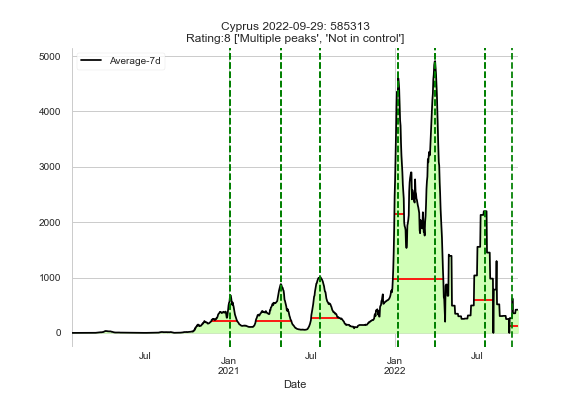 Cyprus 2022-09-29: 585313
Rating:8 ['Multiple peaks', 'Not in control']
Average-7d
5000
4000
3000
2000
1000
0
Jul
Jan
2021
Jul
Jan
2022
Jul
Date